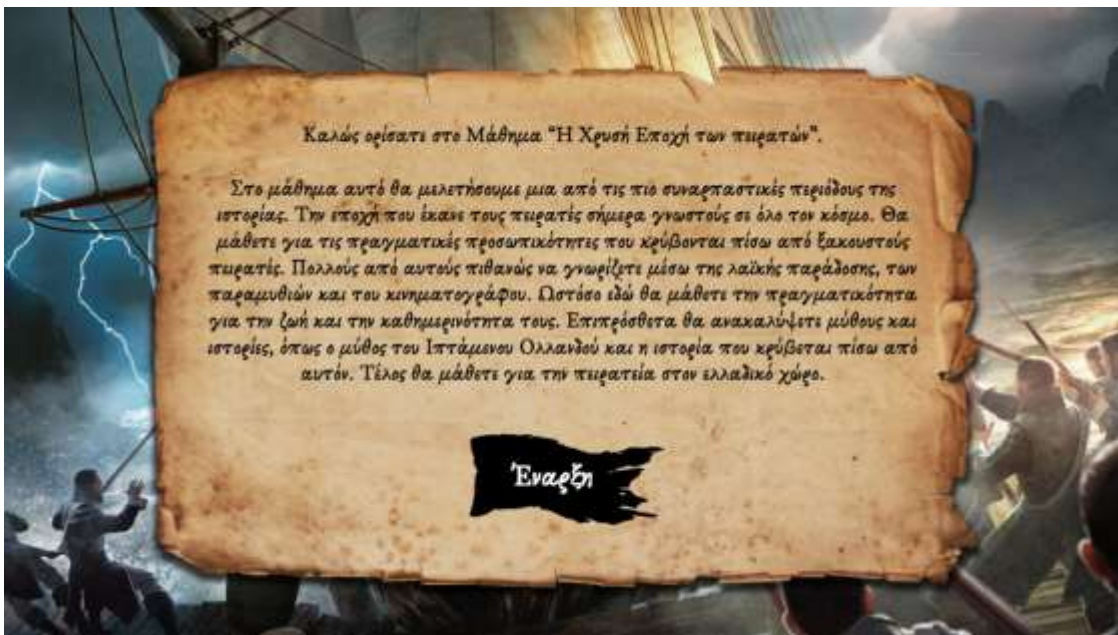 Καλώς ορίσατε στο Μάθημα “Η Χρυσή Εποχή των πειρατών”.
Στο μάθημα αυτό θα μελετήσουμε μια από τις πιο συναρπαστικές περιόδους της
ιστορίας. Την εποχή που έκανε τους πειρατές σήμερα γνωστούς σε όλο τον κόσμο. Θα
μάθετε για τις πραγματικές προσωπικότητες που κρύβονται πίσω από ξακουστούς
πειρατές. Πολλούς από αυτούς πιθανώς να γνωρίζετε μέσω της λαϊκής παράδοσης, των
παραμυθιών και του κινηματογράφου. Ωστόσο εδώ θα μάθετε την πραγματικότητα
για την ζωή και την καθημερινότητα τους. Επιπρόσθετα θα ανακαλύψετε μύθους και
ιστορίες, όπως ο μύθος του Ιπτάμενου Ολλανδού και η ιστορία που κρύβεται πίσω από
αυτόν. Τέλος θα μάθετε για την πειρατεία στον ελλαδικό χώρο.
Έναρξη